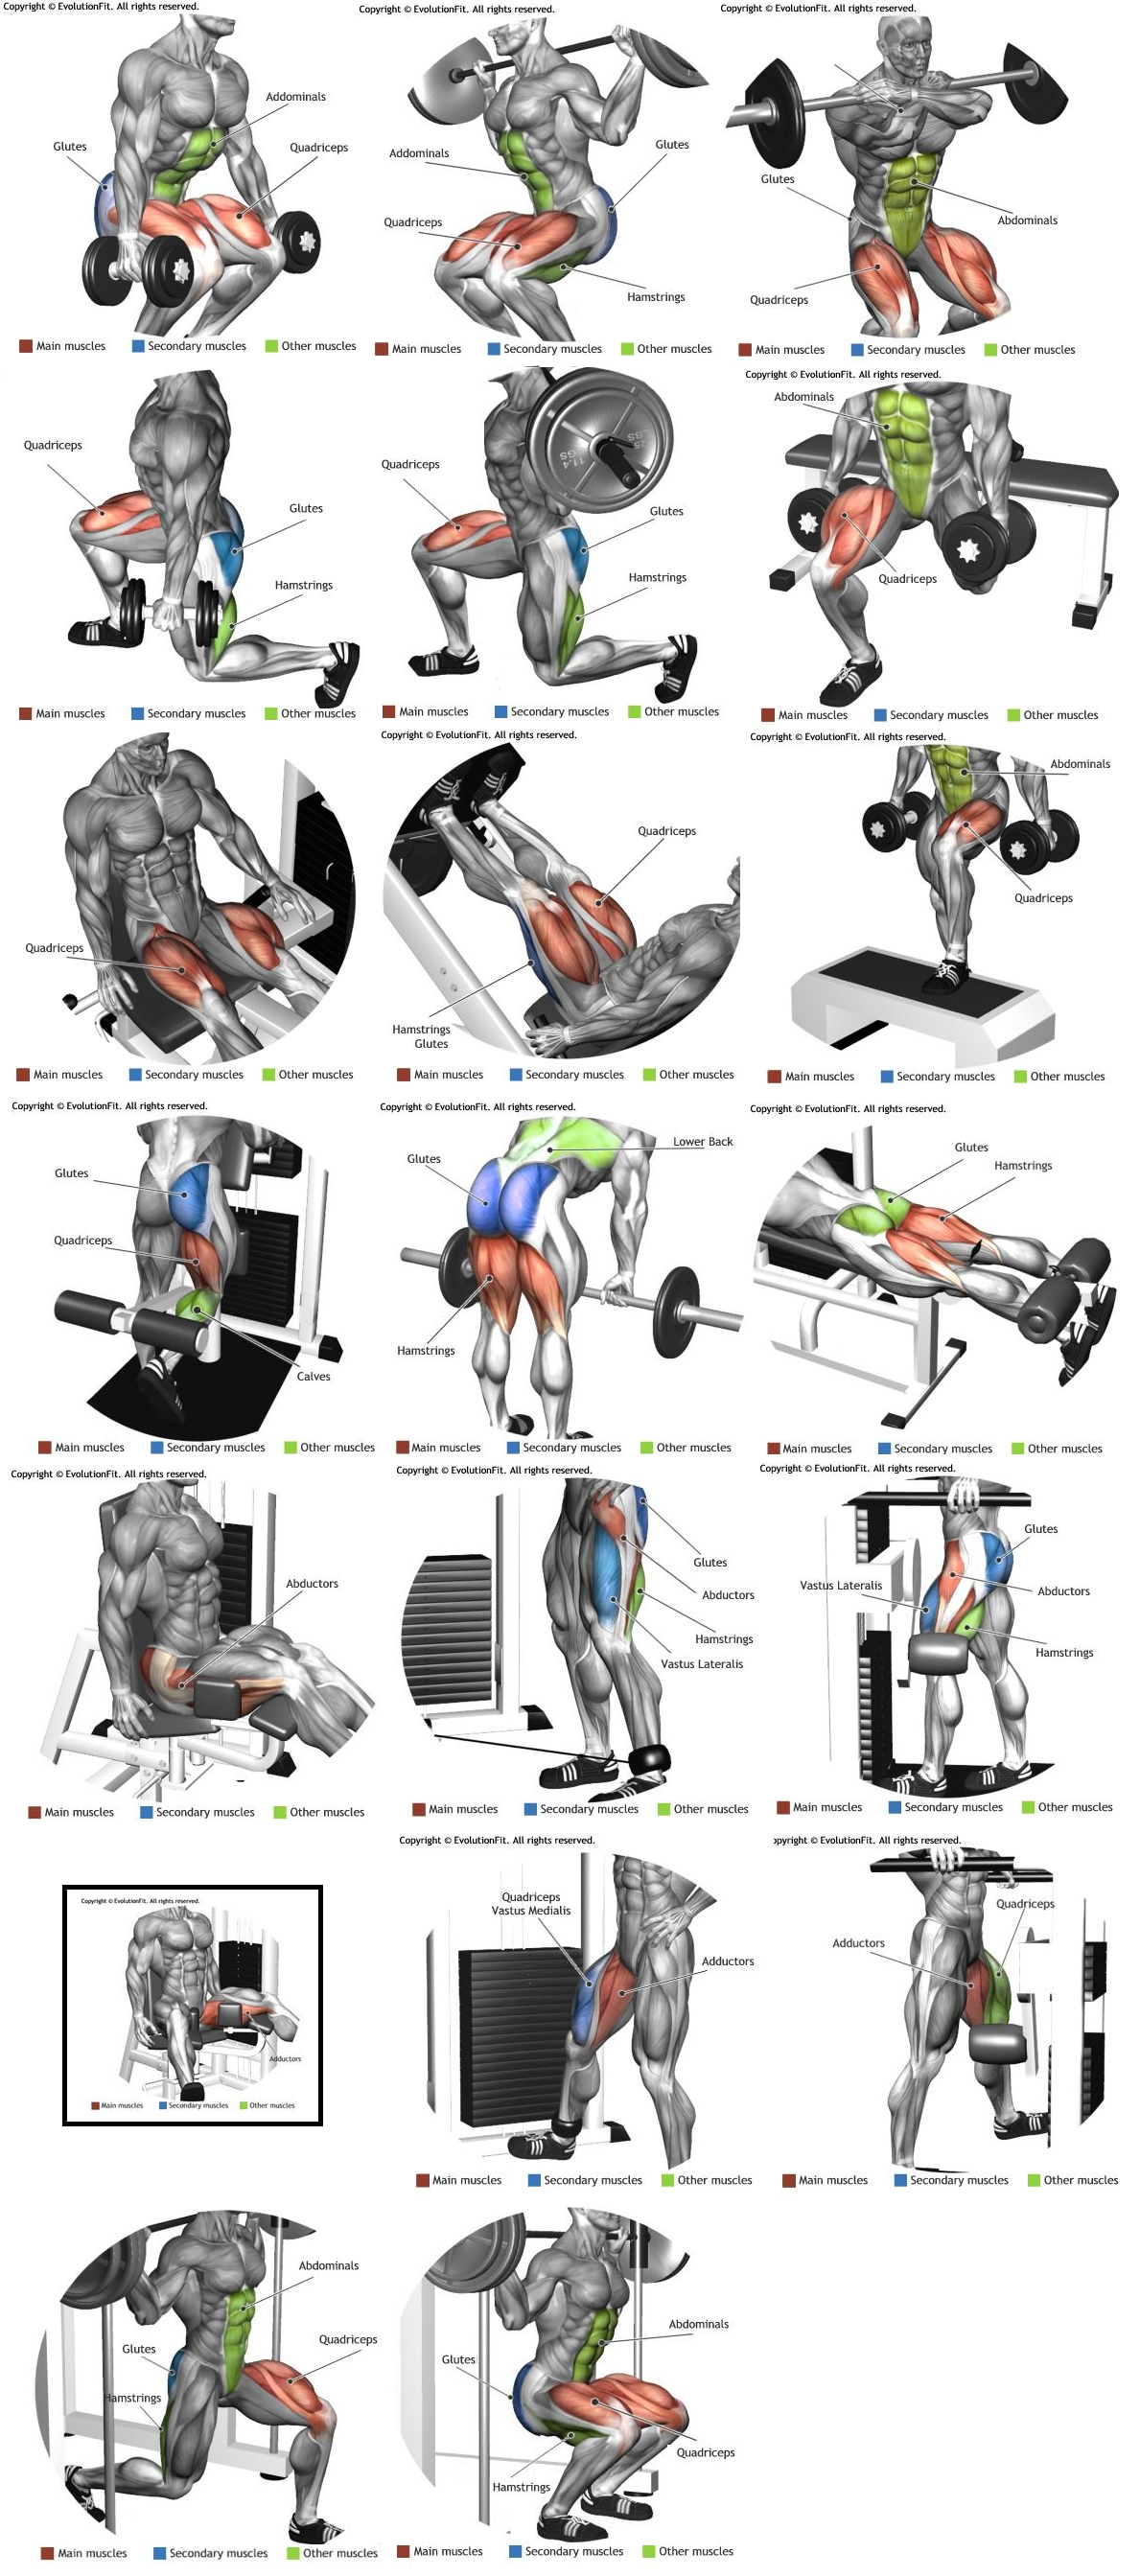 Copyright © EvolutionFit. All rights reserved.
Addominals
Glutes
Quadriceps
Main muscles Secondary muscles Other muscles
Copyright © EvolutionFit. All rights reserved.
Addominals
Glutes
Quadriceps
Hamstrings
Main muscles Secondary muscles Other muscles
Copyright © EvolutionFit. All rights reserved.
Glutes
Abdominals
Quadriceps
Main muscles Secondary muscles Other muscles
Quadriceps
Glutes
Hamstrings
Main muscles Secondary muscles Other muscles
Quadriceps
Glutes
Hamstrings
Main muscles Secondary muscles Other muscles
Copyright © EvolutionFit. All rights reserved.
Abdominals
Quadriceps
Main muscles Secondary muscles Other muscles
Quadriceps
Main muscles Secondary muscles Other muscles
Copyright © EvolutionFit. All rights reserved.
Quadriceps
Hamstrings
Glutes
Main muscles Secondary muscles Other muscles
Copyright © EvolutionFit. All rights reserved.
Abdominals
Quadriceps
Main muscles Secondary muscles Other muscles
Copyright © EvolutionFit. All rights reserved.
Glutes
Quadriceps
Calves
Main muscles Secondary muscles Other muscles
Copyright © EvolutionFit. All rights reserved.
Lower Back
Glutes
Hamstrings
Main muscles Secondary muscles Other muscles
Copyright © EvolutionFit. All rights reserved.
Glutes
Hamstrings
Main muscles Secondary muscles Other muscles
Copyright © EvolutionFit. All rights reserved.
Abductors
Main muscles Secondary muscles Other muscles
Copyright © EvolutionFit. All rights reserved.
Glutes
Abductors
Hamstrings
Vastus Lateralis
Main muscles Secondary muscles Other muscles
Copyright © EvolutionFit. All rights reserved.
Glutes
Vastus Lateralis
Abductors
Hamstrings
Main muscles Secondary muscles Other muscles
Copyright © EvolutionFit. All rights reserved.
Adductors
Main muscles Secondary muscles Other muscles
Copyright © EvolutionFit. All rights reserved.
Quadriceps
Vastus Medialis
Adductors
Main muscles Secondary muscles Other muscles
opyright © EvolutionFit. All rights reserved.
Quadriceps
Adductors
Main muscles Secondary muscles Other muscles
Abdominals
Quadriceps
Glutes
Hamstrings
Main muscles Secondary muscles Other muscles
Abdominals
Glutes
Quadriceps
Hamstrings
Main muscles Secondary muscles Other muscles